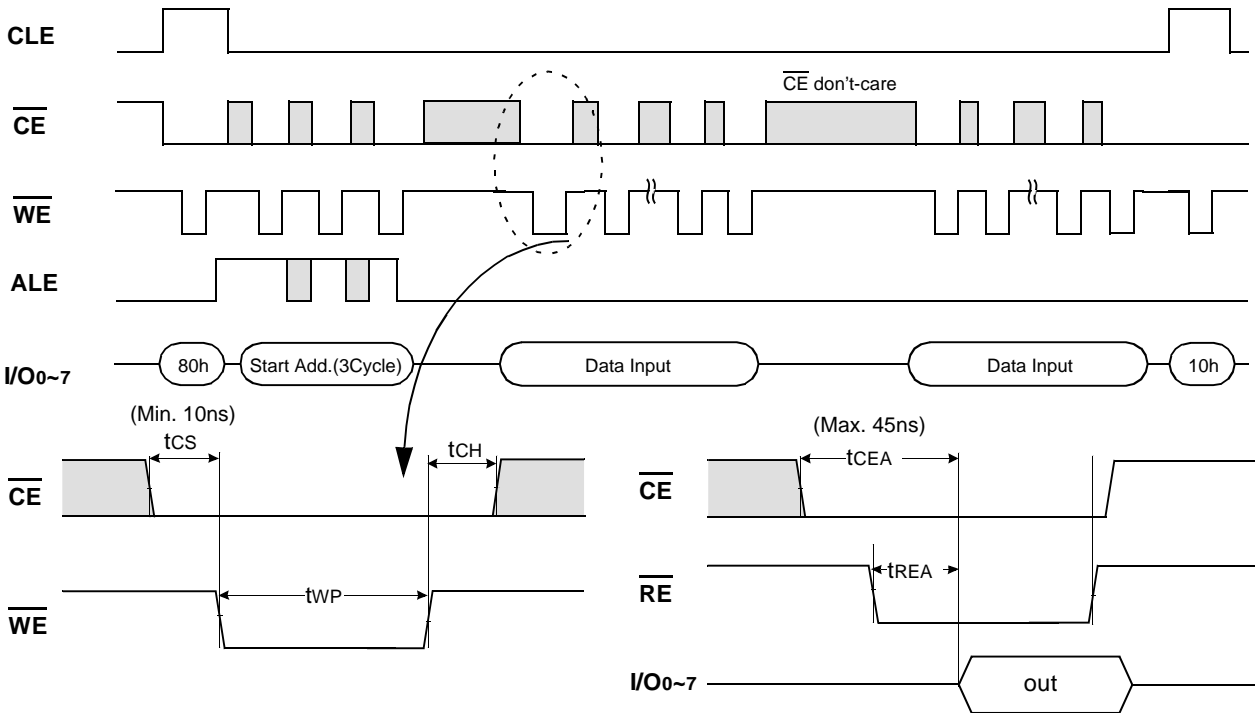 CLE
CE don't-care
CE
WE
ALE
I/O0~7 80h Start Add.(3Cycle) Data Input Data Input 10h
(Min. 10ns)
tCS
tCH
CE
tWP
WE
(Max. 45ns)
tCEA
CE
tREA
RE
I/O0~7 out